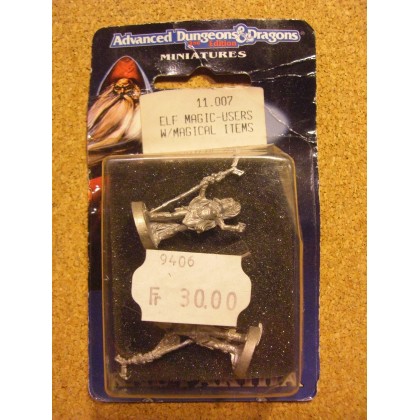 Advanced Dungeons & Dragons
2nd Edition
MINIATURES
11.007
ELF MAGIC-USERS
W/MAGICAL ITEMS
9406
Fr 30.00